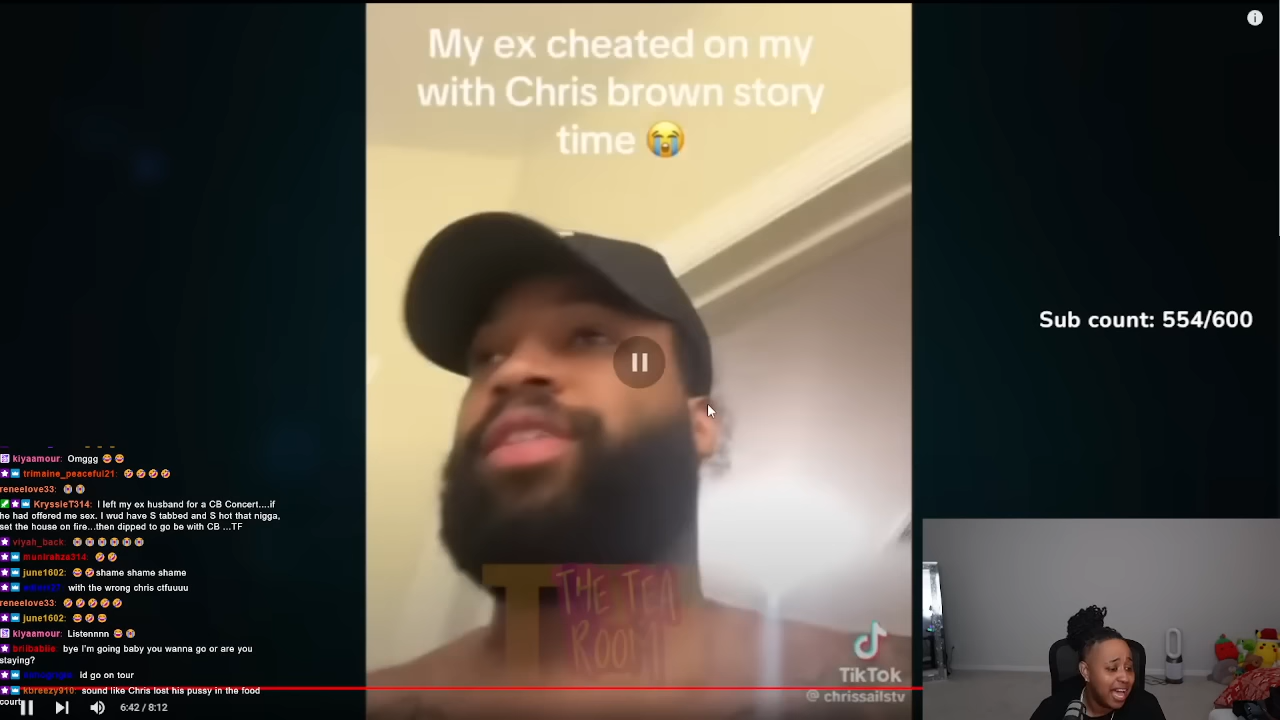 My ex cheated on my
with Chris brown story
time 😭
Sub count: 554/600
kiyaamour: Omggg 😂😂
trimaine_peaceful21: 🤣🤣🤣🤣
reneelove33: 😭😭
KryssieT314: I left my ex husband for a CB Concert....if
he had offered me sex. I wud have S tabbed and S hot that nigga,
set the house on fire...then dipped to go be with CB ...TF
viyah_back: 😭😭😭😭😭😭
munirahza314: 🤣🤣
june1602: 😂🤣shame shame shame
with the wrong chris ctfuuuu
reneelove33: 🤣🤣🤣🤣🤣
june1602: 😂🤣😂
kiyaamour: Listennnn 😂😭
briibabiie: bye I'm going baby you wanna go or are you
staying?
Id go on tour
kbreezy910: sound like Chris lost his pussy in the food
court
THE TEA
ROOM
TikTok
@ chrissailstv
6:42 / 8:12